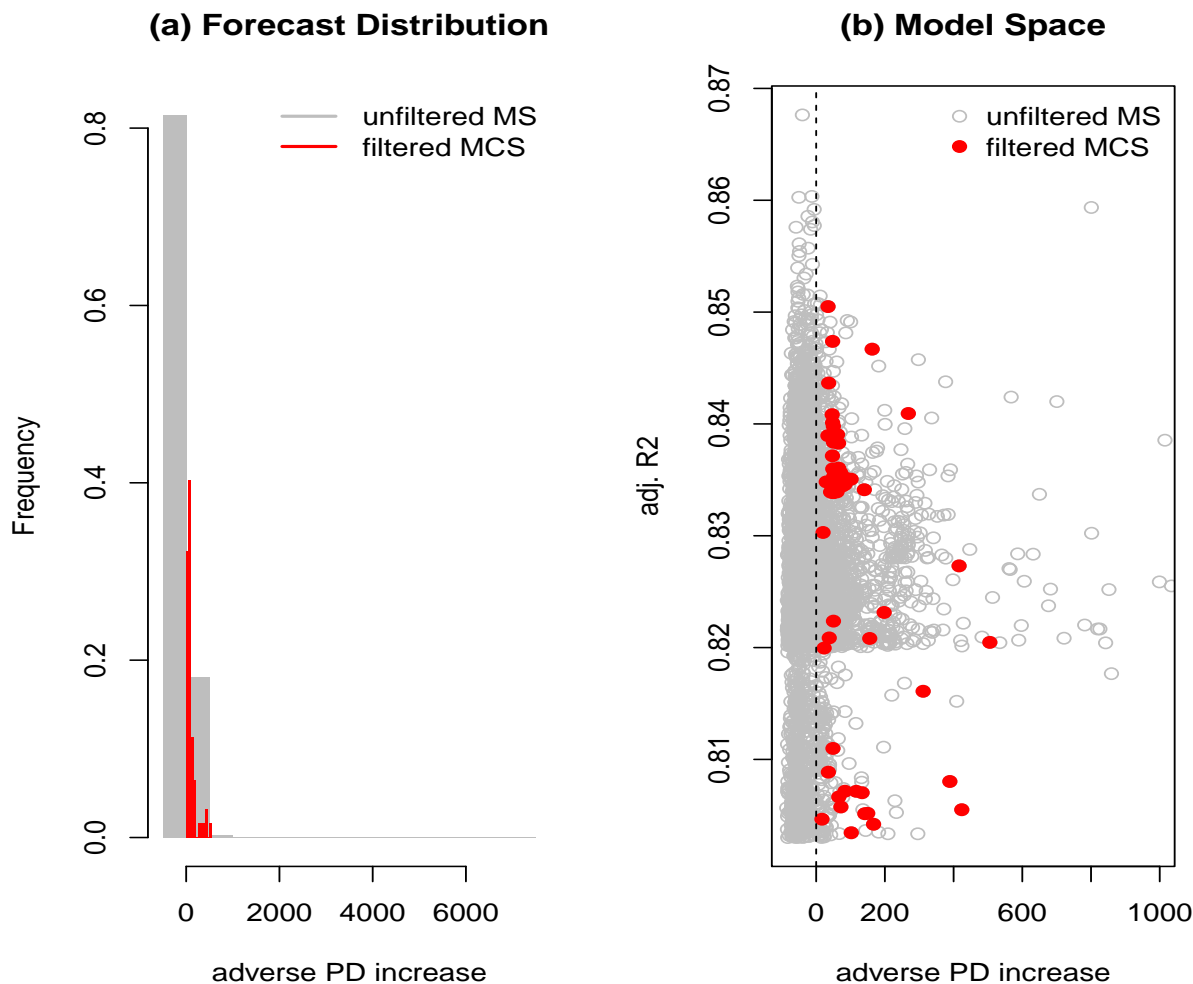 (a) Forecast Distribution
unfiltered MS
filtered MCS
Frequency
0.8
0.6
0.4
0.2
0.0
0 2000 4000 6000
adverse PD increase
(b) Model Space
unfiltered MS
filtered MCS
adj. R2
0.87
0.86
0.85
0.84
0.83
0.82
0.81
0 200 600 1000
adverse PD increase